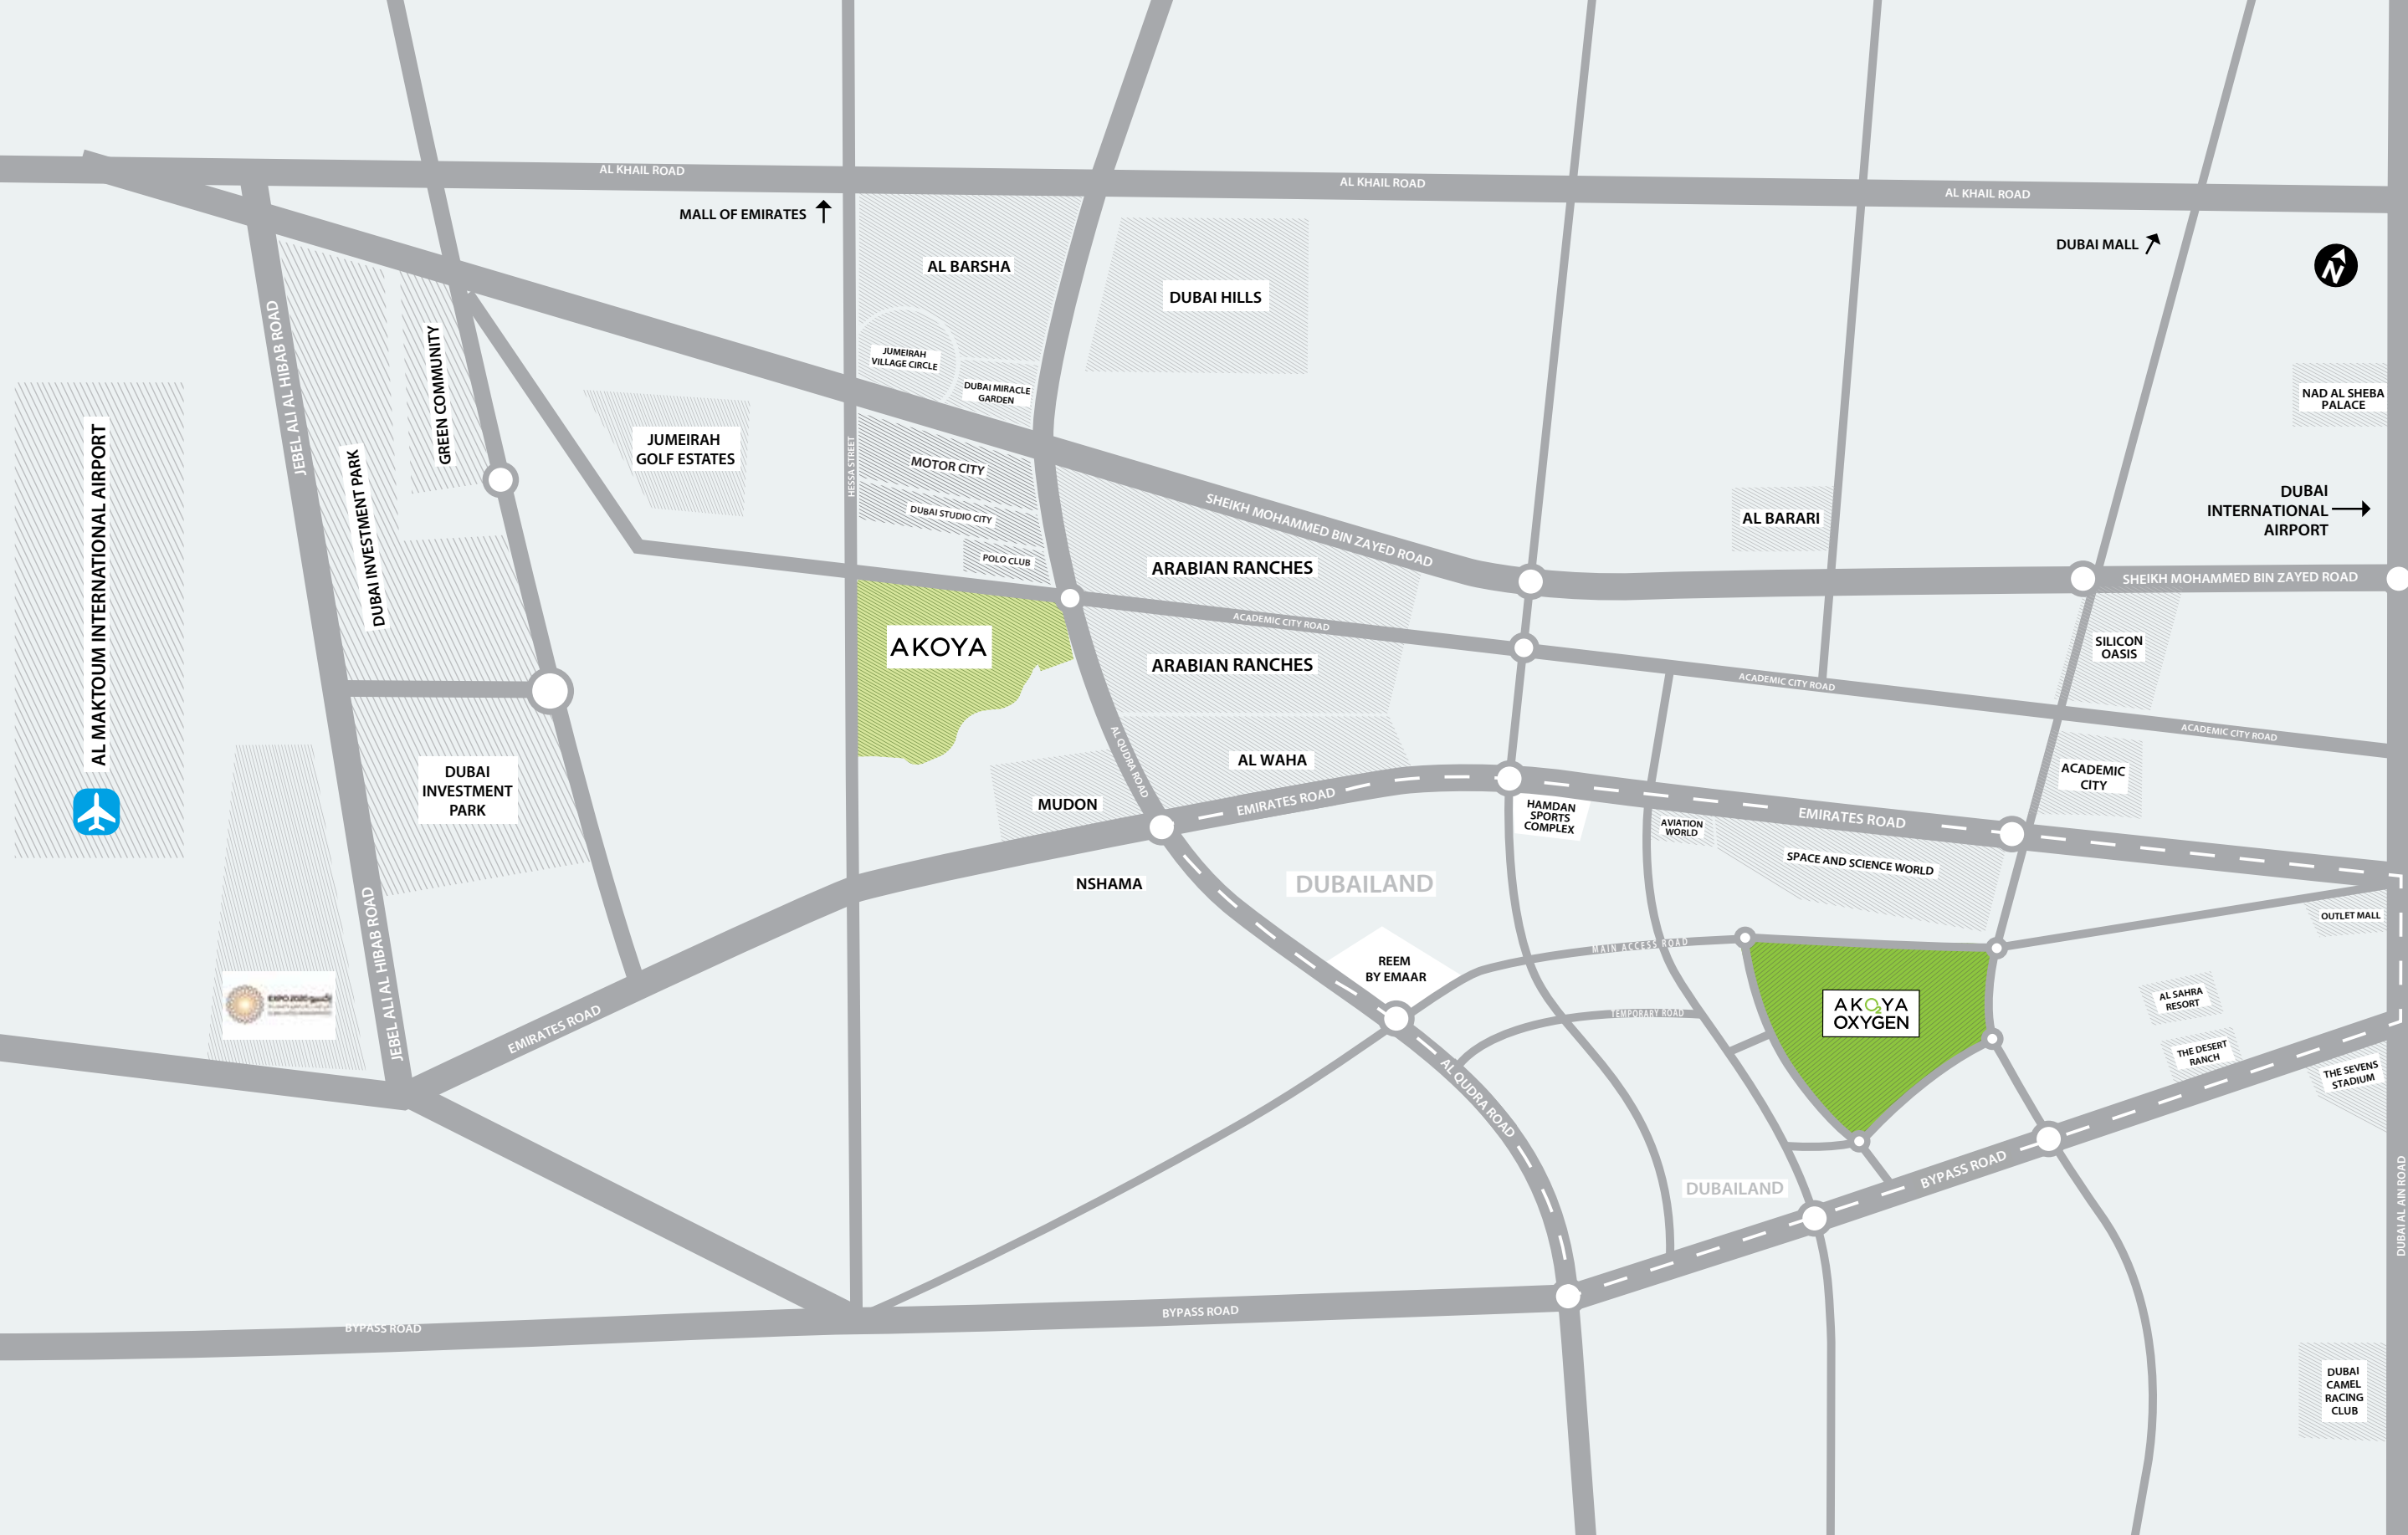 AL KHAIL ROAD
AL KHAIL ROAD
AL KHAIL ROAD
MALL OF EMIRATES
DUBAI MALL
N
AL BARSHA
DUBAI HILLS
JUMEIRAH
VILLAGE CIRCLE
DUBAI MIRACLE
GARDEN
NAD AL SHEBA
PALACE
JEBEL ALI AL HIBAB ROAD
GREEN COMMUNITY
JUMEIRAH
GOLF ESTATES
HESSA STREET
MOTOR CITY
DUBAI STUDIO CITY
POLO CLUB
SHEIKH MOHAMMED BIN ZAYED ROAD
AL BARARI
DUBAI
INTERNATIONAL
AIRPORT
AL MAKTOUM INTERNATIONAL AIRPORT
DUBAI INVESTMENT PARK
ARABIAN RANCHES
SHEIKH MOHAMMED BIN ZAYED ROAD
ACADEMIC CITY ROAD
AKOYA
ARABIAN RANCHES
SILICON
OASIS
ACADEMIC CITY ROAD
ACADEMIC CITY ROAD
AL QUDRA ROAD
AL WAHA
ACADEMIC
CITY
DUBAI
INVESTMENT
PARK
MUDON
EMIRATES ROAD
HAMDAN
SPORTS
COMPLEX
AVIATION
WORLD
EMIRATES ROAD
SPACE AND SCIENCE WORLD
NSHAMA
DUBAILAND
OUTLET MALL
JEBEL ALI AL HIBAB ROAD
MAIN ACCESS ROAD
REEM
BY EMAAR
EXPO 2020 إكسبو
EMIRATES ROAD
TEMPORARY ROAD
AKO2YA
OXYGEN
AL SAHRA
RESORT
THE DESERT
RANCH
THE SEVENS
STADIUM
AL QUDRA ROAD
BYPASS ROAD
DUBAILAND
DUBAI AL AIN ROAD
BYPASS ROAD
BYPASS ROAD
DUBAI
CAMEL
RACING
CLUB